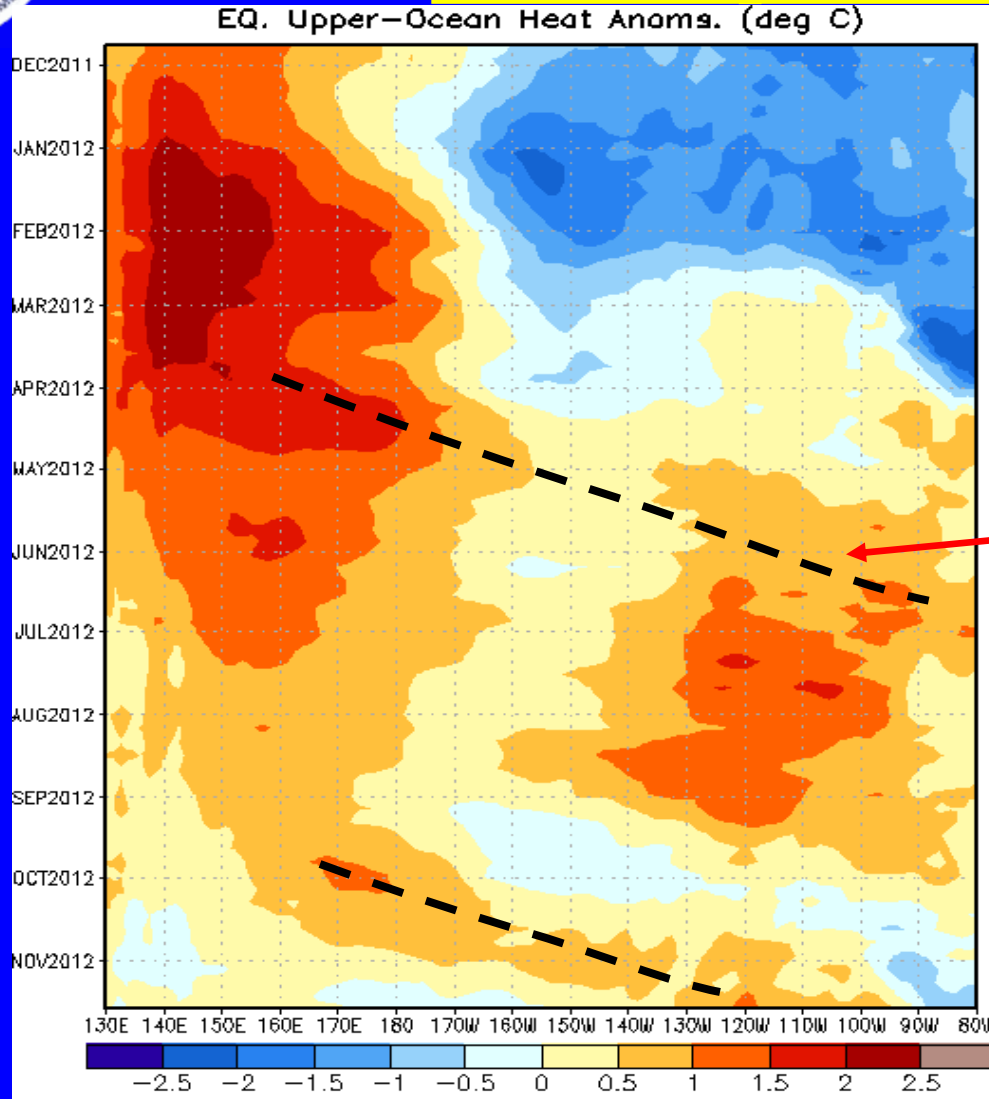 EQ. Upper-Ocean Heat Anoms. (deg C)
DEC2011
JAN2012
FEB2012
MAR2012
APR2012
MAY2012
JUN2012
JUL2012
AUG2012
SEP2012
OCT2012
NOV2012
130E 140E 150E 160E 170E 180 170W 160W 150W 140W 130W 120W 110W 100W 90W 80W
-2.5 -2 -1.5 -1 -0.5 0 0.5 1 1.5 2 2.5